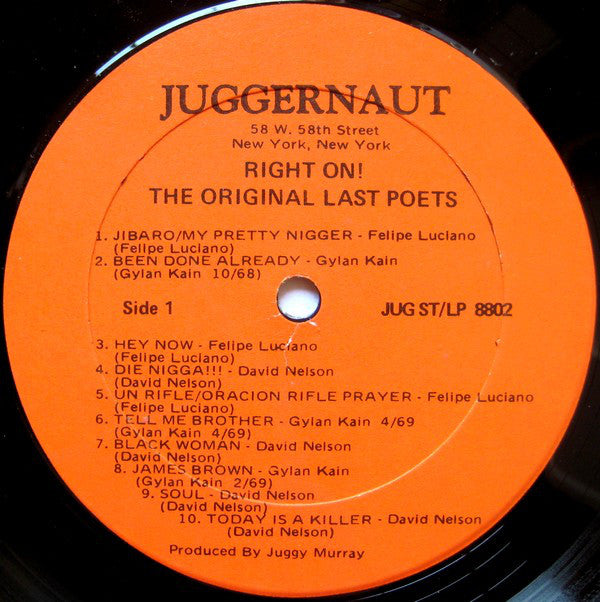 JUGGERNAUT
58 W. 58th Street
New York, New York
RIGHT ON!
THE ORIGINAL LAST POETS
1. JIBARO/MY PRETTY NIGGER - Felipe Luciano
(Felipe Luciano)
2. BEEN DONE ALREADY - Gylan Kain
(Gylan Kain 10/68)
Side 1 JUG ST/LP 8802
3. HEY NOW - Felipe Luciano
(Felipe Luciano)
4. DIE NIGGA!!! - David Nelson
(David Nelson)
5. UN RIFLE/ORACION RIFLE PRAYER - Felipe Luciano
(Felipe Luciano)
6. TELL ME BROTHER - Gylan Kain 4/69
(Gylan Kain 4/69)
7. BLACK WOMAN - David Nelson
(David Nelson)
8. JAMES BROWN - Gylan Kain
(Gylan Kain 2/69)
9. SOUL - David Nelson
(David Nelson)
10. TODAY IS A KILLER - David Nelson
(David Nelson)
Produced By Juggy Murray